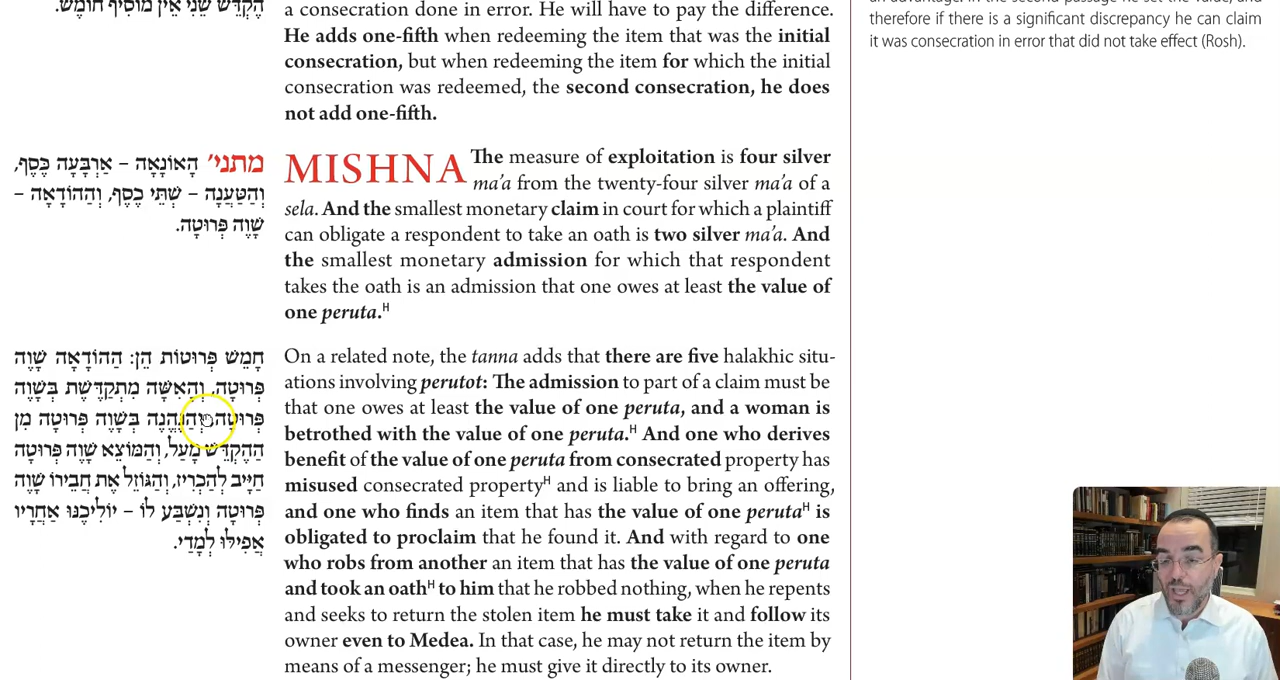 הֶקְדֵּשׁ שֵׁנִי אֵין מוֹסִיף חוֹמֶשׁ.
a consecration done in error. He will have to pay the difference.
He adds one-fifth when redeeming the item that was the initial
consecration, but when redeeming the item for which the initial
consecration was redeemed, the second consecration, he does
not add one-fifth.
an advantage. In the second passage he set the value, and
therefore if there is a significant discrepancy he can claim
it was consecration in error that did not take effect (Rosh).
מתני׳ הָאוֹנָאָה – אַרְבָּעָה כֶּסֶף,
וְהַטַּעֲנָה – שְׁתֵּי כֶסֶף, וְהַהוֹדָאָה –
שָׁוֶה פְּרוּטָה.
MISHNA The measure of exploitation is four silver
ma'a from the twenty-four silver ma'a of a
sela. And the smallest monetary claim in court for which a plaintiff
can obligate a respondent to take an oath is two silver ma'a. And
the smallest monetary admission for which that respondent
takes the oath is an admission that one owes at least the value of
one peruta.H
חָמֵשׁ פְּרוּטוֹת הֵן: הַהוֹדָאָה שָׁוֶה
פְּרוּטָה, וְהָאִשָּׁה מִתְקַדֶּשֶׁת בְּשָׁוֶה
פְּרוּטָה, וְהַנֶּהֱנֶה בְּשָׁוֶה פְּרוּטָה מִן
הַהֶקְדֵּשׁ מָעַל, וְהַמּוֹצֵא שָׁוֶה פְּרוּטָה
חַיָּיב לְהַכְרִיז, וְהַגּוֹזֵל אֶת חֲבֵירוֹ שָׁוֶה
פְּרוּטָה וְנִשְׁבַּע לוֹ – יוֹלִיכֶנּוּ אַחֲרָיו
אֲפִילּוּ לְמָדַי.
On a related note, the tanna adds that there are five halakhic situ-
ations involving perutot: The admission to part of a claim must be
that one owes at least the value of one peruta, and a woman is
betrothed with the value of one peruta.H And one who derives
benefit of the value of one peruta from consecrated property has
misused consecrated propertyH and is liable to bring an offering,
and one who finds an item that has the value of one perutaH is
obligated to proclaim that he found it. And with regard to one
who robs from another an item that has the value of one peruta
and took an oathH to him that he robbed nothing, when he repents
and seeks to return the stolen item he must take it and follow its
owner even to Medea. In that case, he may not return the item by
means of a messenger; he must give it directly to its owner.